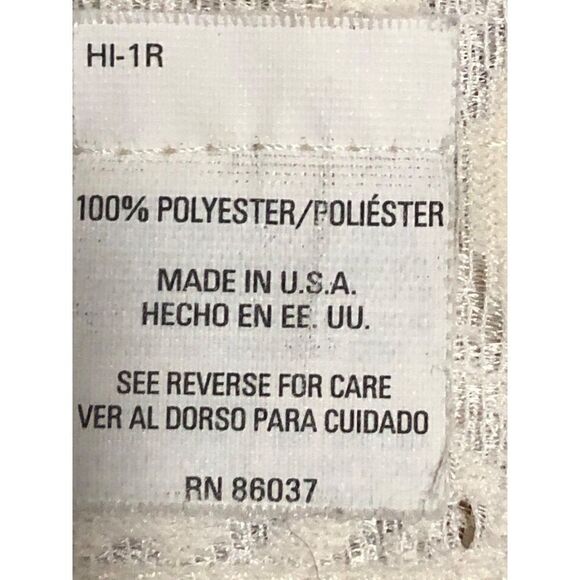 HI-1R
100% POLYESTER/POLIÉSTER
MADE IN U.S.A.
HECHO EN EE. UU.
SEE REVERSE FOR CARE
VER AL DORSO PARA CUIDADO
RN 86037